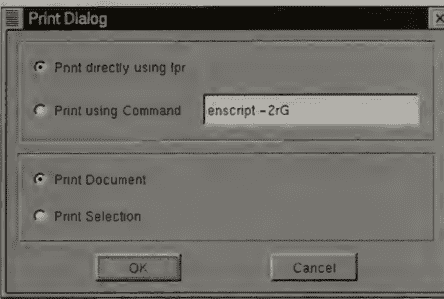 Print Dialog
Print directly using lpr
Print using Command enscript -2rG
Print Document
Print Selection
OK Cancel